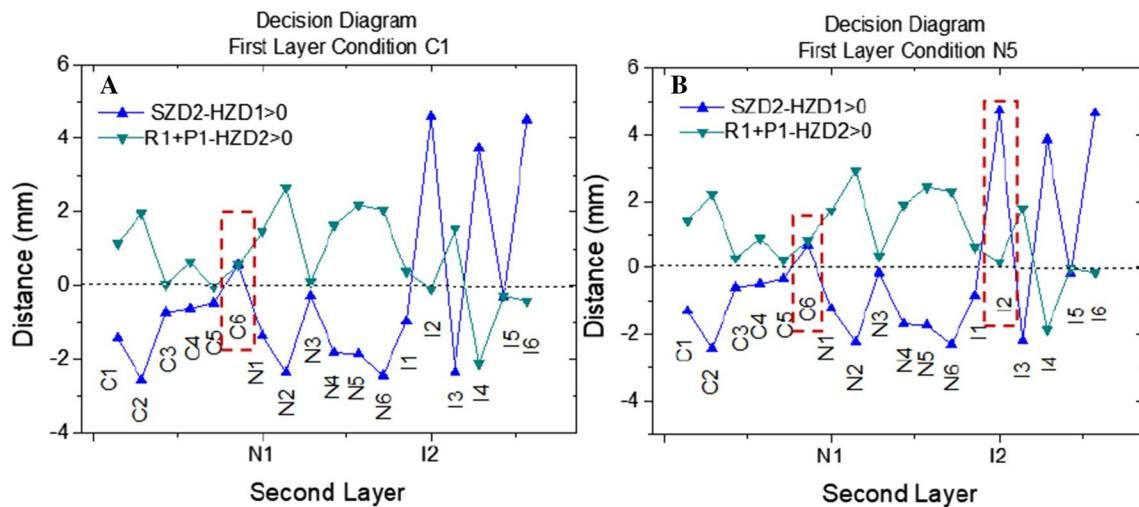 Decision Diagram
First Layer Condition C1
A
SZD2-HZD1>0
R1+P1-HZD2>0
Distance (mm)
6
4
2
0
-2
-4
C1
C2
C3
C4
C5
C6
N1
N2
N3
N4
N5
N6
I1
I2
I3
I4
I5
I6
N1
I2
Second Layer
Decision Diagram
First Layer Condition N5
B
SZD2-HZD1>0
R1+P1-HZD2>0
Distance (mm)
6
4
2
0
-2
-4
C1
C2
C3
C4
C5
C6
N1
N2
N3
N4
N5
N6
I1
I2
I3
I4
I5
I6
N1
I2
Second Layer